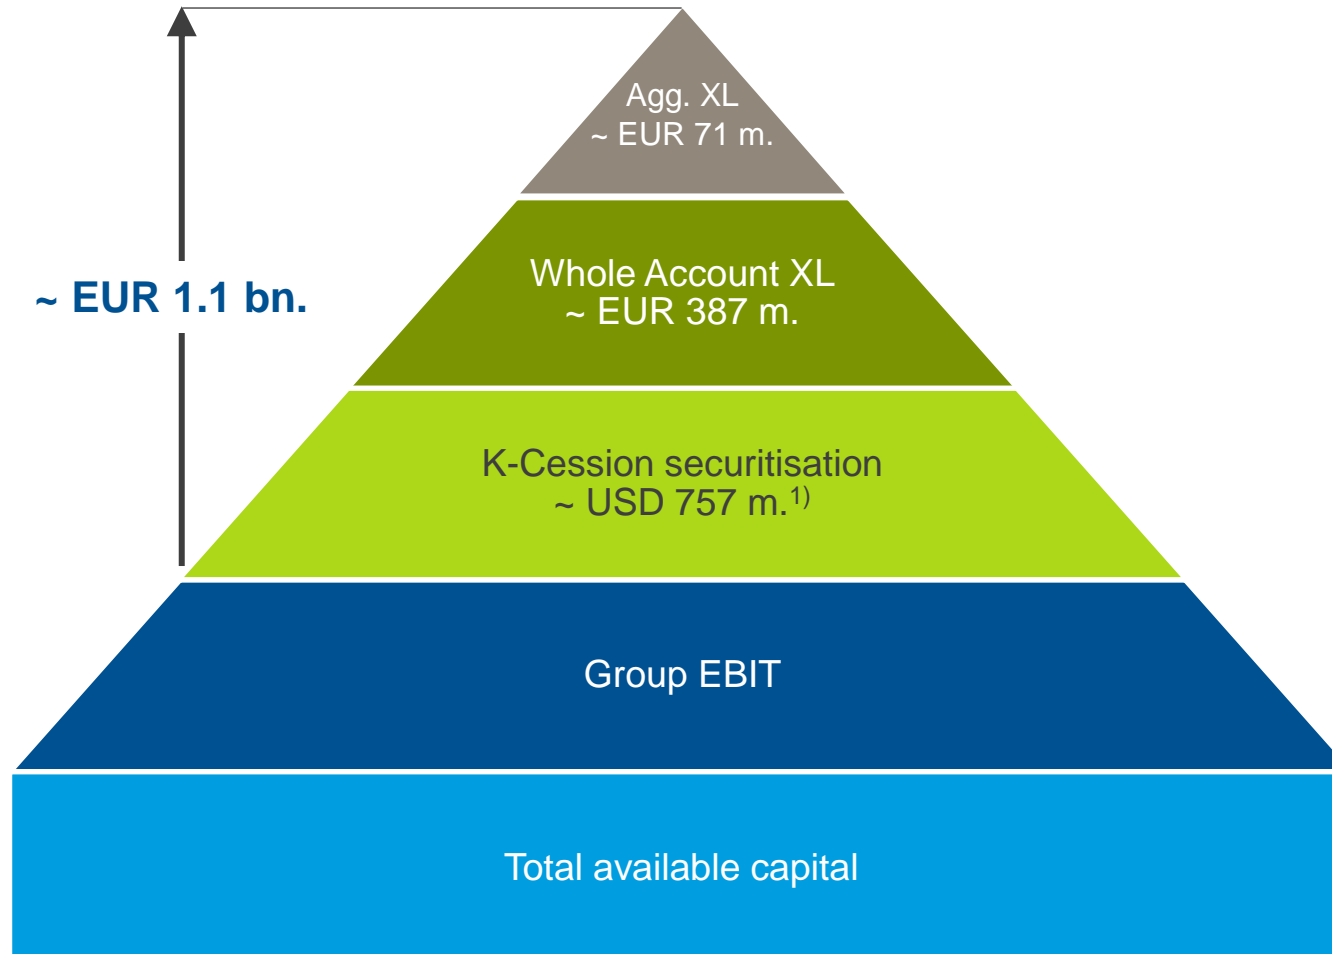 Agg. XL
~ EUR 71 m.
Whole Account XL
~ EUR 387 m.
~ EUR 1.1 bn.
K-Cession securitisation
~ USD 757 m.1)
Group EBIT
Total available capital